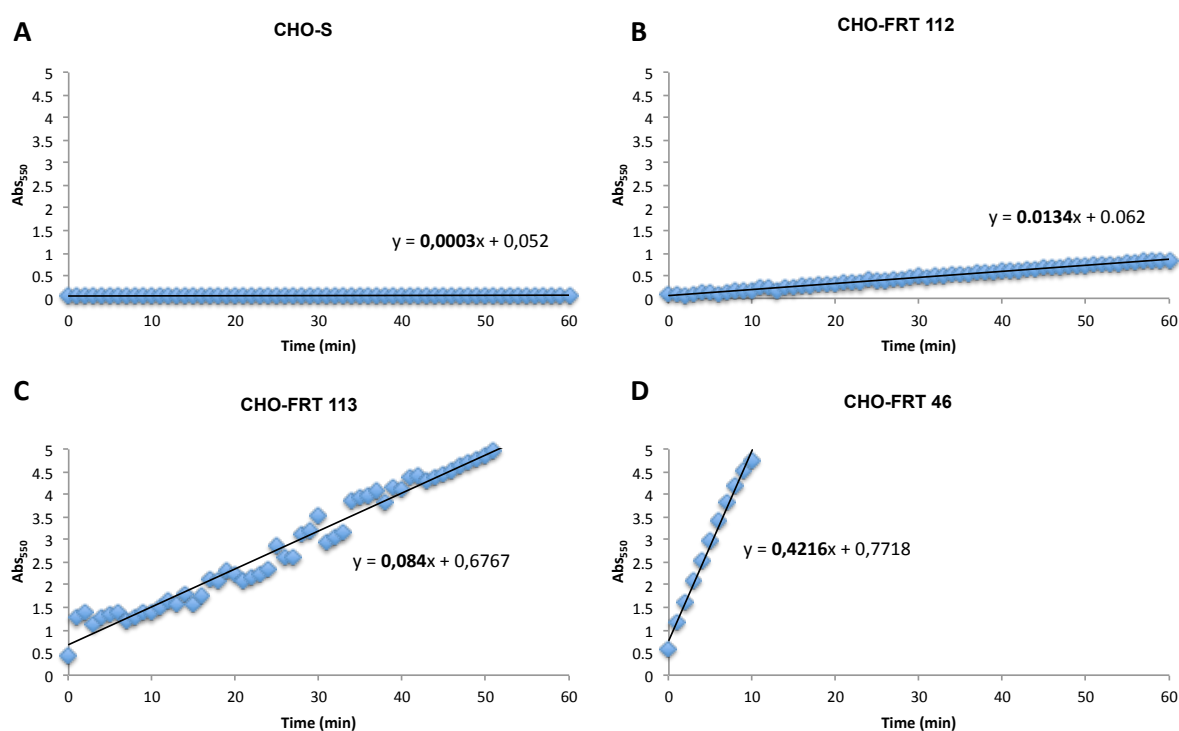 A
CHO-S
5
4.5
4
3.5
3
2.5
2
1.5
1
0.5
0
Abs550
y = 0,0003x + 0,052
0 10 20 30 40 50 60
Time (min)
B
CHO-FRT 112
5
4.5
4
3.5
3
2.5
2
1.5
1
0.5
0
Abs550
y = 0.0134x + 0.062
0 10 20 30 40 50 60
Time (min)
C
CHO-FRT 113
5
4.5
4
3.5
3
2.5
2
1.5
1
0.5
0
Abs550
y = 0,084x + 0,6767
0 10 20 30 40 50 60
Time (min)
D
CHO-FRT 46
5
4.5
4
3.5
3
2.5
2
1.5
1
0.5
0
Abs550
y = 0,4216x + 0,7718
0 10 20 30 40 50 60
Time (min)